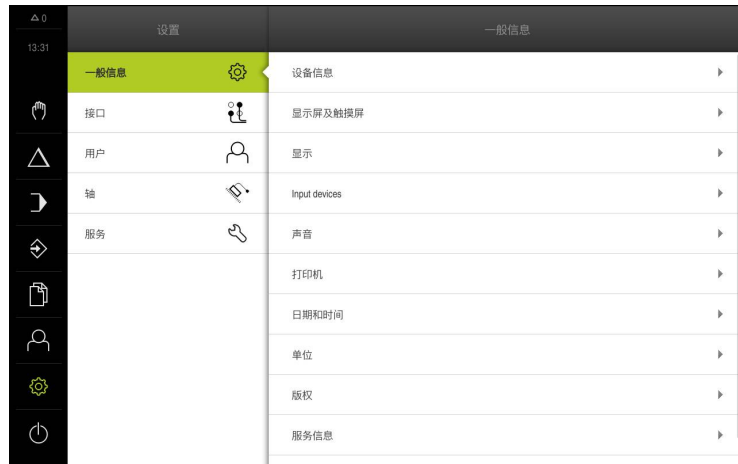 0
13:31
设置
一般信息
接口
用户
轴
服务
一般信息
设备信息
显示屏及触摸屏
显示
Input devices
声音
打印机
日期和时间
单位
版权
服务信息